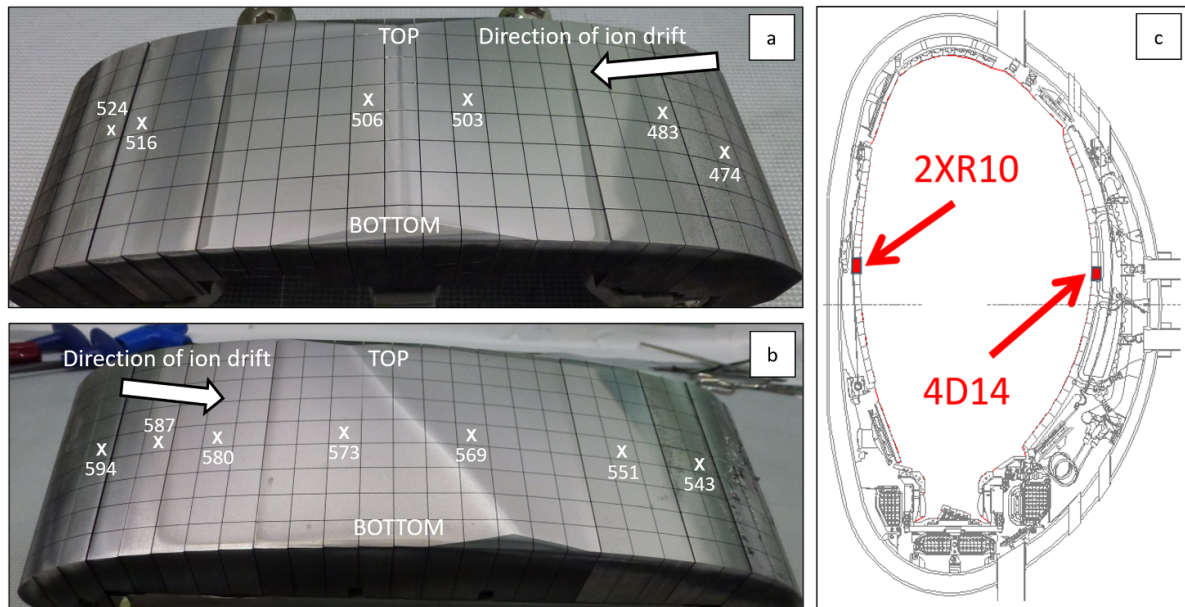 a
TOP
Direction of ion drift
524
X
516
X
506
X
503
X
483
X
474
X
BOTTOM
b
Direction of ion drift
TOP
594
X
587
X
580
X
573
X
569
X
551
X
543
X
BOTTOM
c
2XR10
4D14